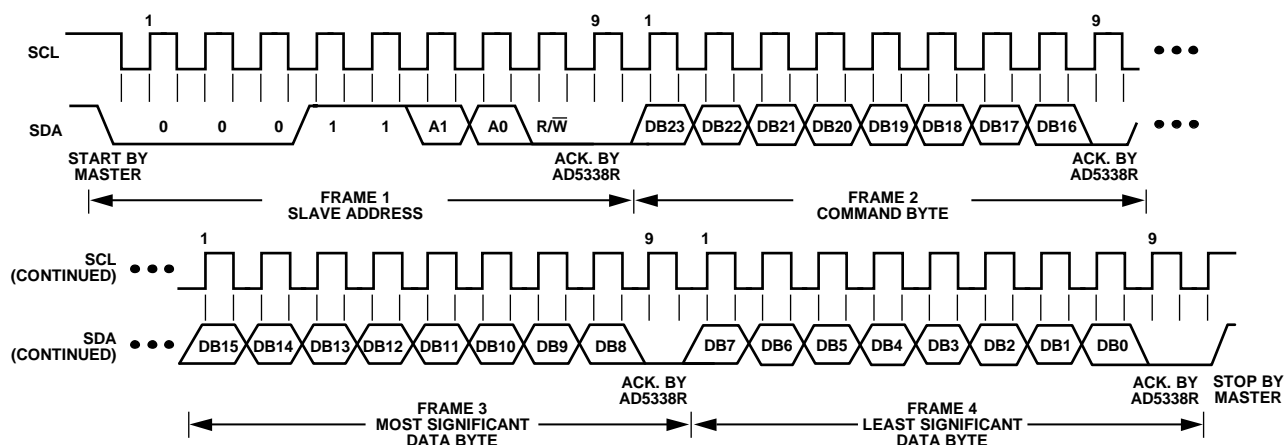 1 9 1 9
SCL
SDA
0 0 0 1 1 A1 A0 R/W̅ DB23 DB22 DB21 DB20 DB19 DB18 DB17 DB16
START BY
MASTER
ACK. BY
AD5338R
ACK. BY
AD5338R
FRAME 1
SLAVE ADDRESS
FRAME 2
COMMAND BYTE
1 9 1 9
SCL
(CONTINUED)
SDA
(CONTINUED)
DB15 DB14 DB13 DB12 DB11 DB10 DB9 DB8 DB7 DB6 DB5 DB4 DB3 DB2 DB1 DB0
ACK. BY
AD5338R
ACK. BY
AD5338R
STOP BY
MASTER
FRAME 3
MOST SIGNIFICANT
DATA BYTE
FRAME 4
LEAST SIGNIFICANT
DATA BYTE